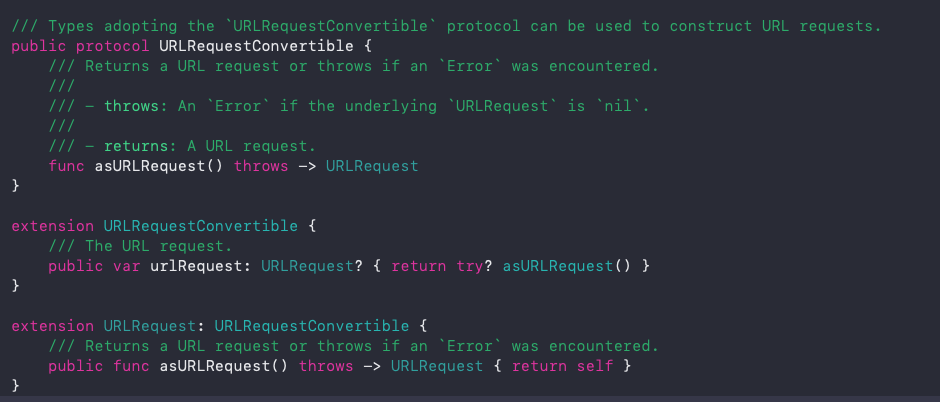 /// Types adopting the `URLRequestConvertible` protocol can be used to construct URL requests.
public protocol URLRequestConvertible {
    /// Returns a URL request or throws if an `Error` was encountered.
    ///
    /// - throws: An `Error` if the underlying `URLRequest` is `nil`.
    ///
    /// - returns: A URL request.
    func asURLRequest() throws -> URLRequest
}

extension URLRequestConvertible {
    /// The URL request.
    public var urlRequest: URLRequest? { return try? asURLRequest() }
}

extension URLRequest: URLRequestConvertible {
    /// Returns a URL request or throws if an `Error` was encountered.
    public func asURLRequest() throws -> URLRequest { return self }
}